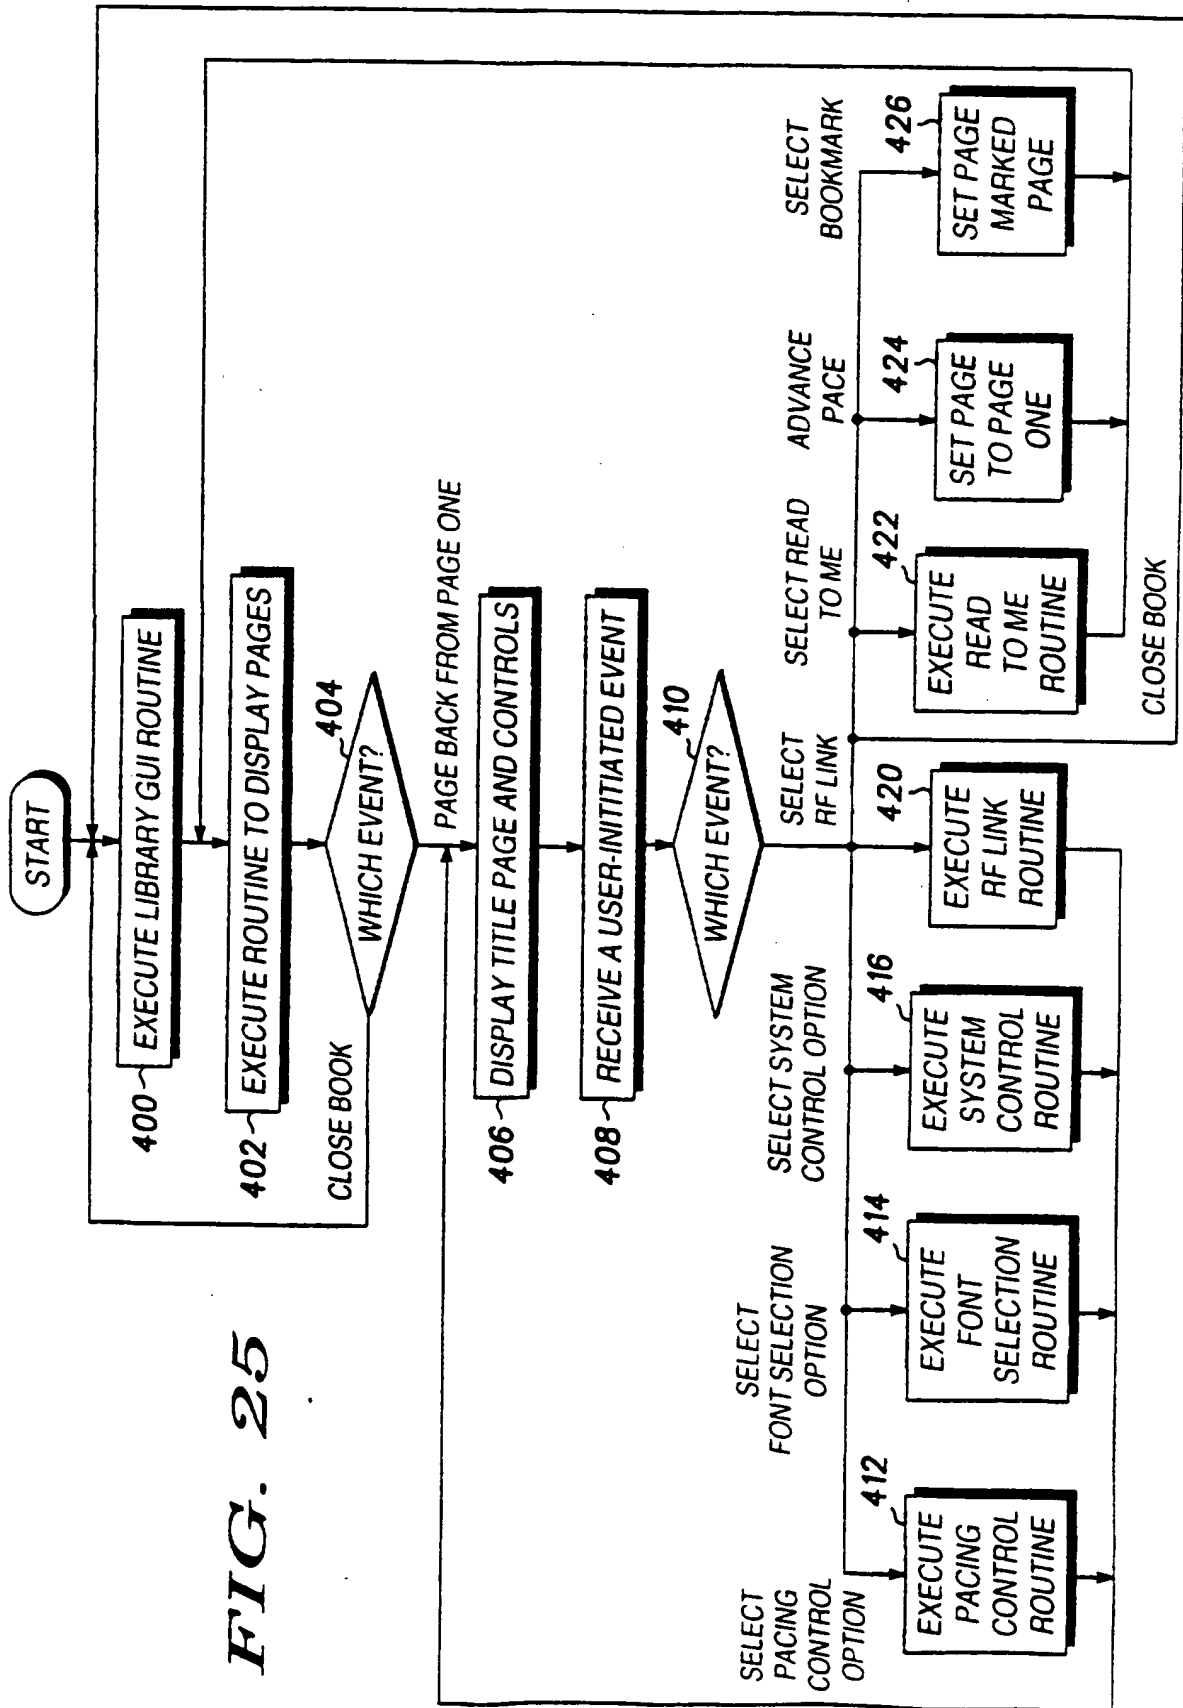 FIG. 25
START
400
EXECUTE LIBRARY GUI ROUTINE
402
EXECUTE ROUTINE TO DISPLAY PAGES
404
WHICH EVENT?
CLOSE BOOK
PAGE BACK FROM PAGE ONE
406
DISPLAY TITLE PAGE AND CONTROLS
408
RECEIVE A USER-INITIATED EVENT
410
WHICH EVENT?
SELECT
PACING
CONTROL
OPTION
412
EXECUTE
PACING
CONTROL
ROUTINE
SELECT
FONT SELECTION
OPTION
414
EXECUTE
FONT
SELECTION
ROUTINE
SELECT SYSTEM
CONTROL OPTION
416
EXECUTE
SYSTEM
CONTROL
ROUTINE
SELECT
RF LINK
420
EXECUTE
RF LINK
ROUTINE
SELECT READ
TO ME
422
EXECUTE
READ
TO ME
ROUTINE
ADVANCE
PACE
424
SET PAGE
TO PAGE
ONE
SELECT
BOOKMARK
426
SET PAGE
MARKED
PAGE
CLOSE BOOK